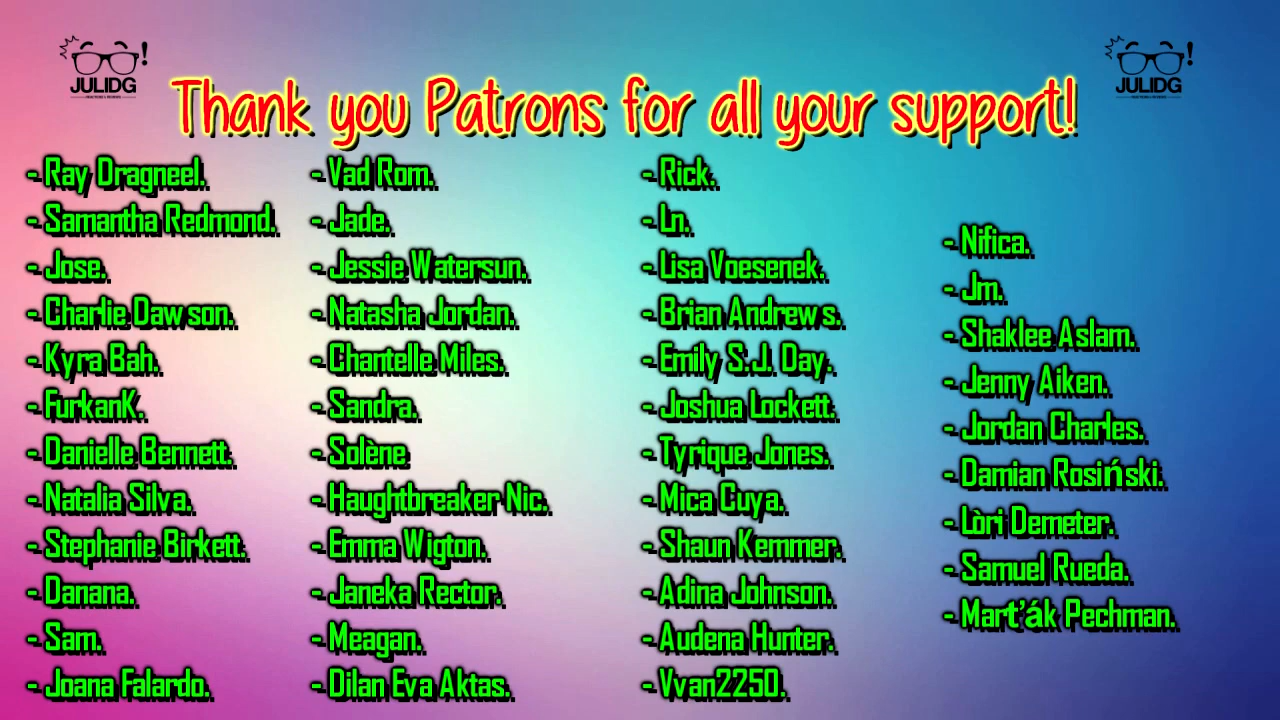 JULIDG
JULIDG
Thank you Patrons for all your support!
- Ray Dragneel.
- Samantha Redmond.
- Jose.
- Charlie Dawson.
- Kyra Bah.
- FurkanK.
- Danielle Bennett.
- Natalia Silva.
- Stephanie Birkett.
- Danana.
- Sam.
- Joana Falardo.
- Vad Rom.
- Jade.
- Jessie Watersun.
- Natasha Jordan.
- Chantelle Miles.
- Sandra.
- Solène
- Haughtbreaker Nic.
- Emma Wigton.
- Janeka Rector.
- Meagan.
- Dilan Eva Aktas.
- Rick.
- Ln.
- Lisa Voesenek.
- Brian Andrews.
- Emily S.J. Day.
- Joshua Lockett.
- Tyrique Jones.
- Mica Cuya.
- Shaun Kemmer.
- Adina Johnson.
- Audena Hunter.
- Vvan2250.
- Nifica.
- Jm.
- Shaklee Aslam.
- Jenny Aiken.
- Jordan Charles.
- Damian Rosiński.
- Lòri Demeter.
- Samuel Rueda.
- Marťák Pechman.